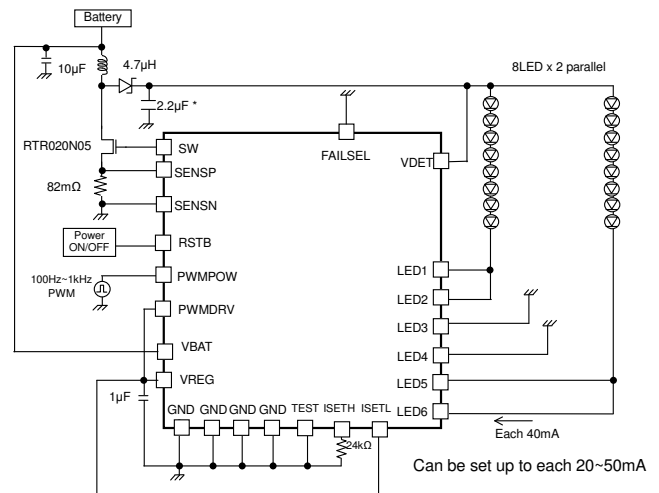 Battery
4.7µH
10µF
8LED x 2 parallel
2.2µF *
RTR020N05
SW
FAILSEL
VDET
SENSP
82mΩ
SENSN
Power
ON/OFF
RSTB
LED1
100Hz~1kHz
PWM
PWMPOW
LED2
PWMDRV
LED3
VBAT
LED4
VREG
LED5
1µF
GND GND GND GND TEST ISETH ISETL
LED6
Each 40mA
24kΩ
Can be set up to each 20~50mA